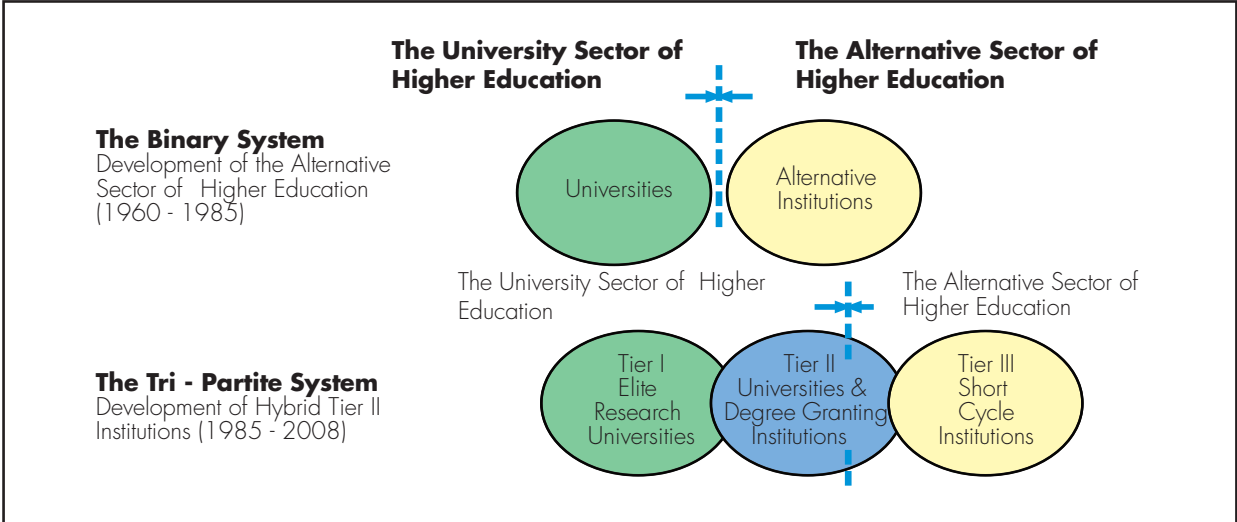 The University Sector of
Higher Education
The Alternative Sector of
Higher Education
The Binary System
Development of the Alternative
Sector of Higher Education
(1960 - 1985)
Universities
Alternative
Institutions
The University Sector of Higher
Education
The Alternative Sector of
Higher Education
The Tri - Partite System
Development of Hybrid Tier II
Institutions (1985 - 2008)
Tier I
Elite
Research
Universities
Tier II
Universities &
Degree Granting
Institutions
Tier III
Short
Cycle
Institutions